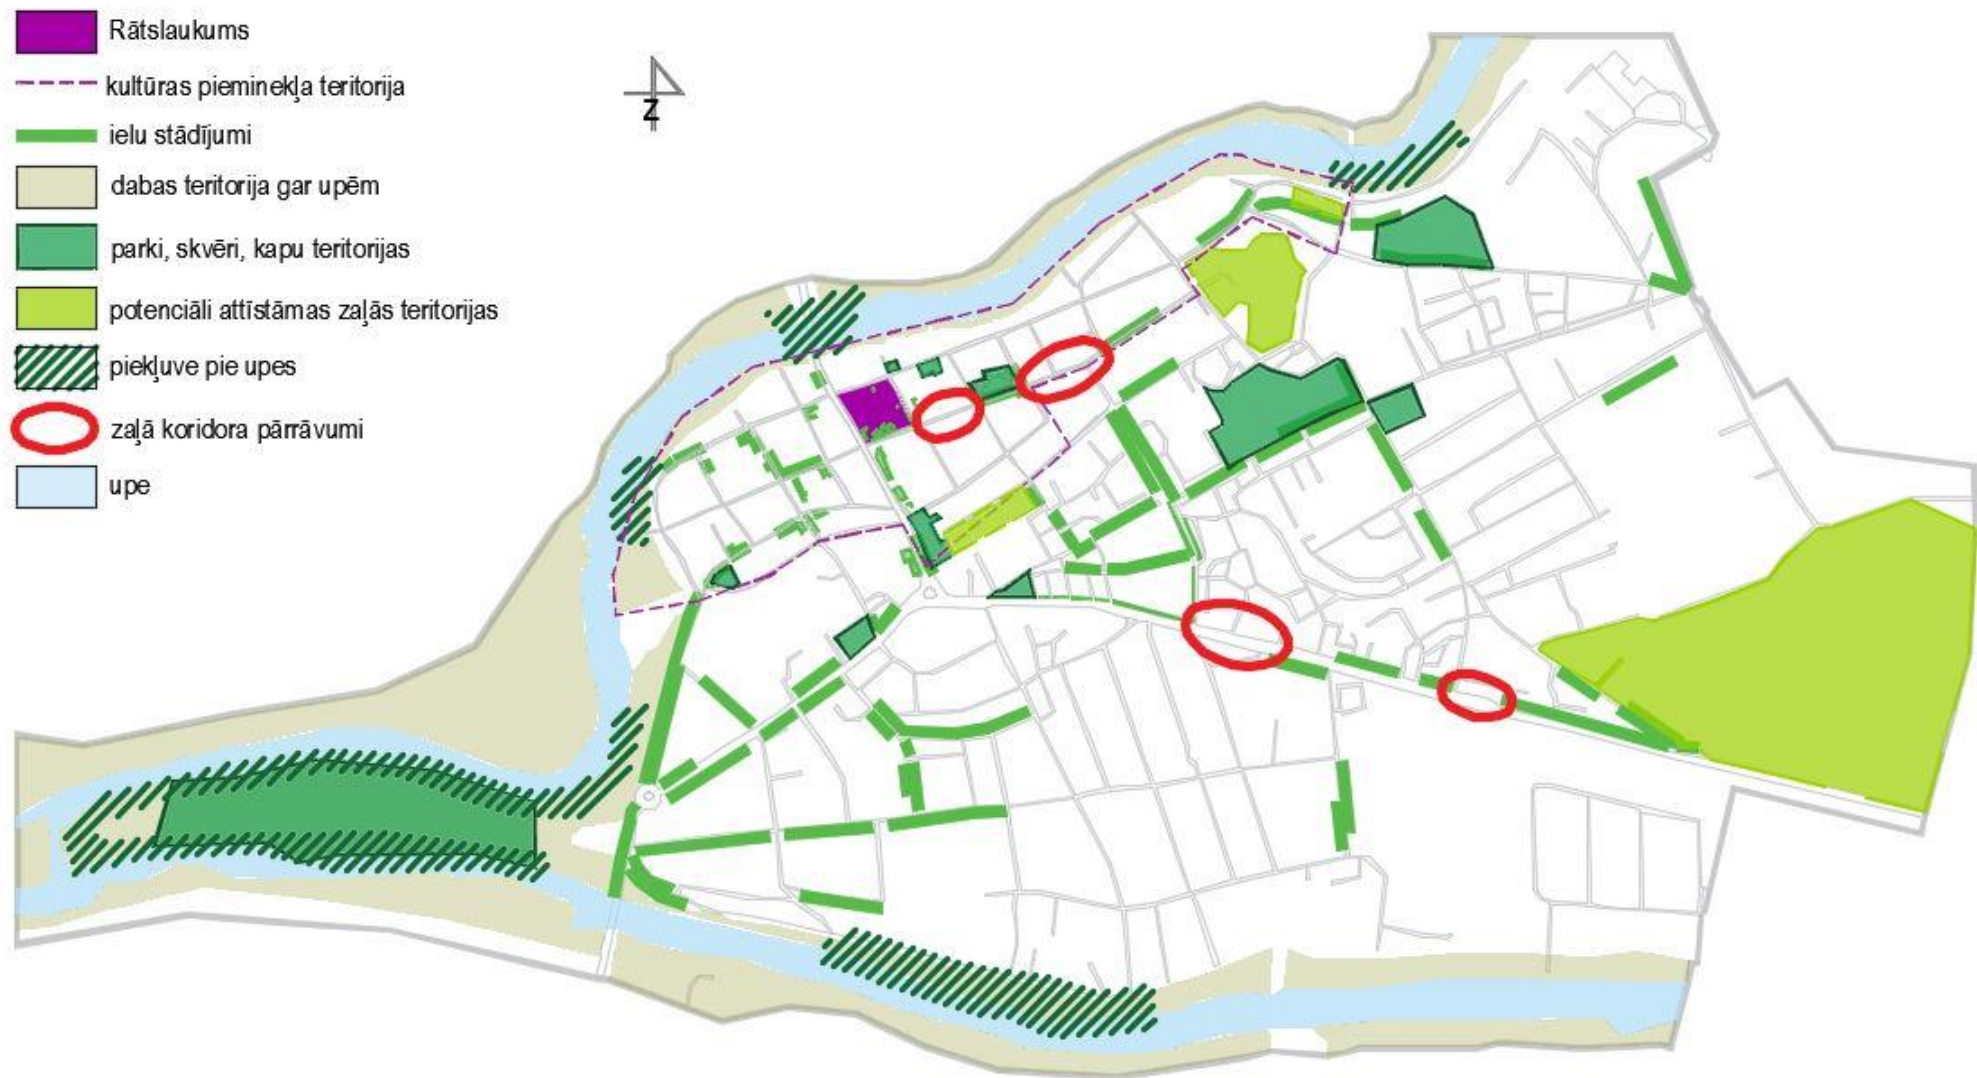 Rātslaukums
kultūras pieminekļa teritorija
ielu stādījumi
dabas teritorija gar upēm
parki, skvēri, kapu teritorijas
potenciāli attīstāmas zaļās teritorijas
piekļuve pie upes
zaļā koridora pārrāvumi
upe
Z